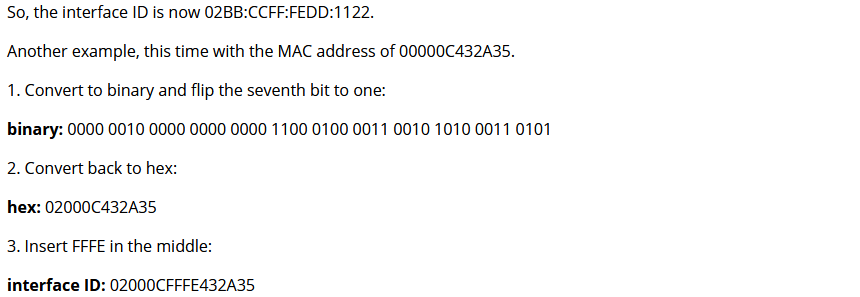 So, the interface ID is now 02BB:CCFF:FEDD:1122.
Another example, this time with the MAC address of 00000C432A35.
1. Convert to binary and flip the seventh bit to one:
binary: 0000 0010 0000 0000 0000 1100 0100 0011 0010 1010 0011 0101
2. Convert back to hex:
hex: 02000C432A35
3. Insert FFFE in the middle:
interface ID: 02000CFFFE432A35